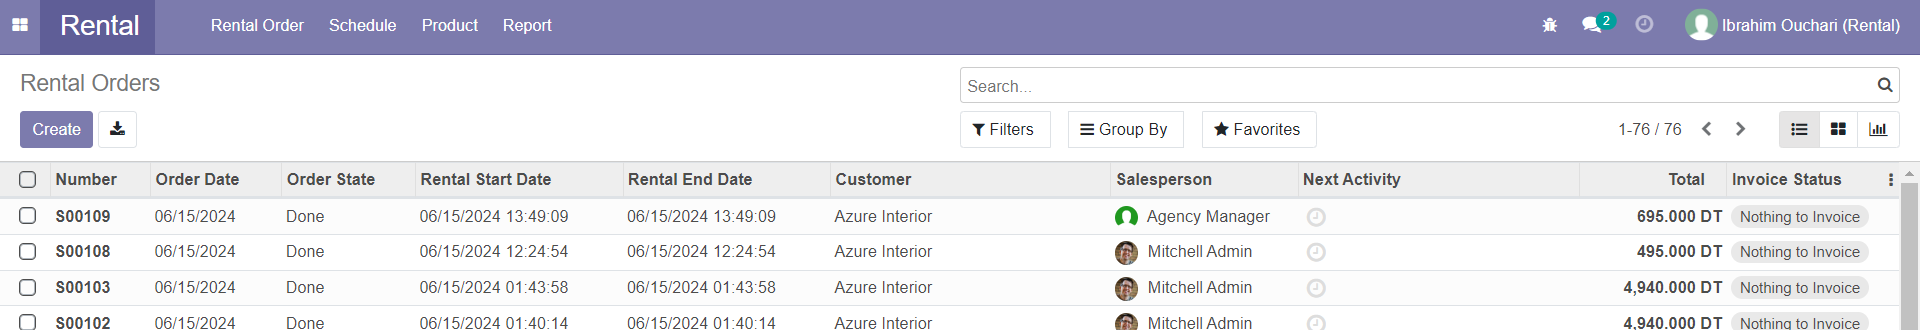 Rental Rental Order Schedule Product Report 2 Ibrahim Ouchari (Rental)
Rental Orders Search...
Create Filters Group By Favorites 1-76 / 76
Number Order Date Order State Rental Start Date Rental End Date Customer Salesperson Next Activity Total Invoice Status
S00109 06/15/2024 Done 06/15/2024 13:49:09 06/15/2024 13:49:09 Azure Interior Agency Manager 695.000 DT Nothing to Invoice
S00108 06/15/2024 Done 06/15/2024 12:24:54 06/15/2024 12:24:54 Azure Interior Mitchell Admin 495.000 DT Nothing to Invoice
S00103 06/15/2024 Done 06/15/2024 01:43:58 06/15/2024 01:43:58 Azure Interior Mitchell Admin 4,940.000 DT Nothing to Invoice
S00102 06/15/2024 Done 06/15/2024 01:40:14 06/15/2024 01:40:14 Azure Interior Mitchell Admin 4,940.000 DT Nothing to Invoice